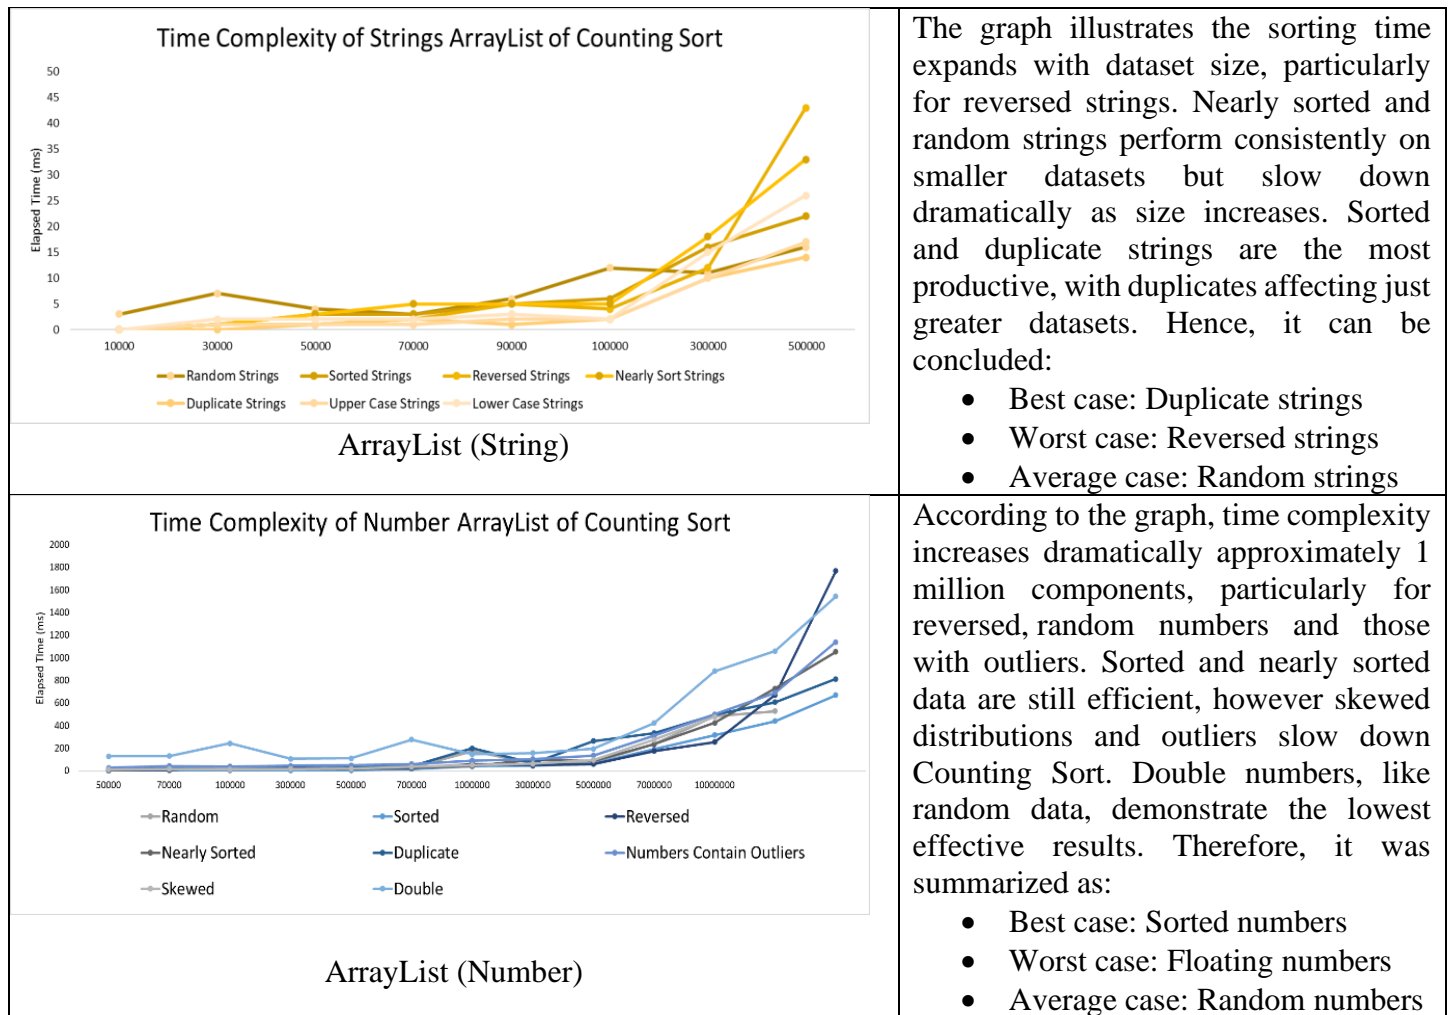 Time Complexity of Strings ArrayList of Counting Sort
50
45
40
35
30
25
20
15
10
5
0
Elapsed Time (ms)
10000 30000 50000 70000 90000 100000 300000 500000
Random Strings Sorted Strings Reversed Strings Nearly Sort Strings
Duplicate Strings Upper Case Strings Lower Case Strings
ArrayList (String)
The graph illustrates the sorting time
expands with dataset size, particularly
for reversed strings. Nearly sorted and
random strings perform consistently on
smaller datasets but slow down
dramatically as size increases. Sorted
and duplicate strings are the most
productive, with duplicates affecting just
greater datasets. Hence, it can be
concluded:
• Best case: Duplicate strings
• Worst case: Reversed strings
• Average case: Random strings
Time Complexity of Number ArrayList of Counting Sort
2000
1800
1600
1400
1200
1000
800
600
400
200
0
Elapsed Time (ms)
50000 70000 100000 300000 500000 700000 1000000 3000000 5000000 7000000 10000000
Random Sorted Reversed
Nearly Sorted Duplicate Numbers Contain Outliers
Skewed Double
ArrayList (Number)
According to the graph, time complexity
increases dramatically approximately 1
million components, particularly for
reversed, random numbers and those
with outliers. Sorted and nearly sorted
data are still efficient, however skewed
distributions and outliers slow down
Counting Sort. Double numbers, like
random data, demonstrate the lowest
effective results. Therefore, it was
summarized as:
• Best case: Sorted numbers
• Worst case: Floating numbers
• Average case: Random numbers